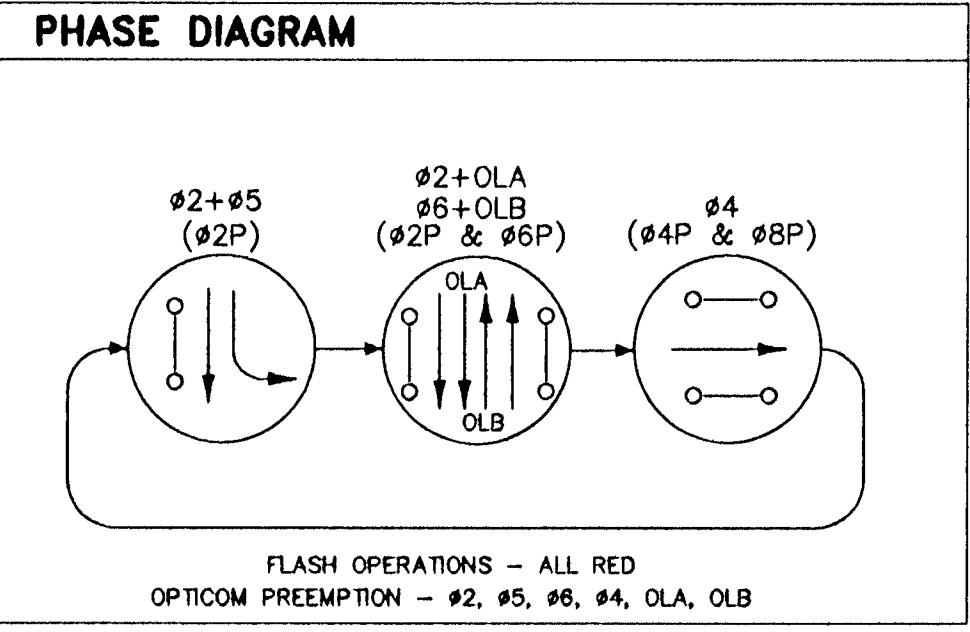 PHASE DIAGRAM
ø2+ø5
(ø2P)
ø2+OLA
ø6+OLB
(ø2P & ø6P)
ø4
(ø4P & ø8P)
OLA
OLB
FLASH OPERATIONS – ALL RED
OPTICOM PREEMPTION – ø2, ø5, ø6, ø4, OLA, OLB